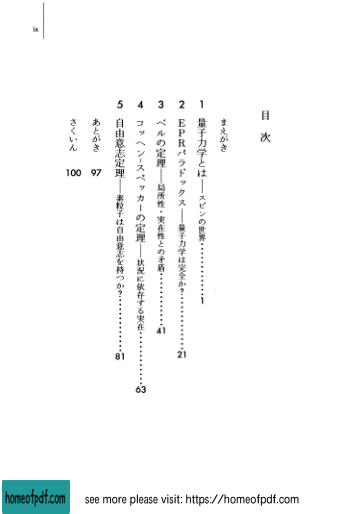 ix
目次
まえがき
1 量子力学とは——スピンの世界…………1
2 EPRパラドックス——量子力学は完全か?…………21
3 ベルの定理——局所性・実在性との矛盾…………41
4 コッヘン-スペッカーの定理——状況に依存する実在…………63
5 自由意志定理——素粒子は自由意志を持つか?…………81
あとがき 97
さくいん 100
homeofpdf.com
see more please visit: https://homeofpdf.com